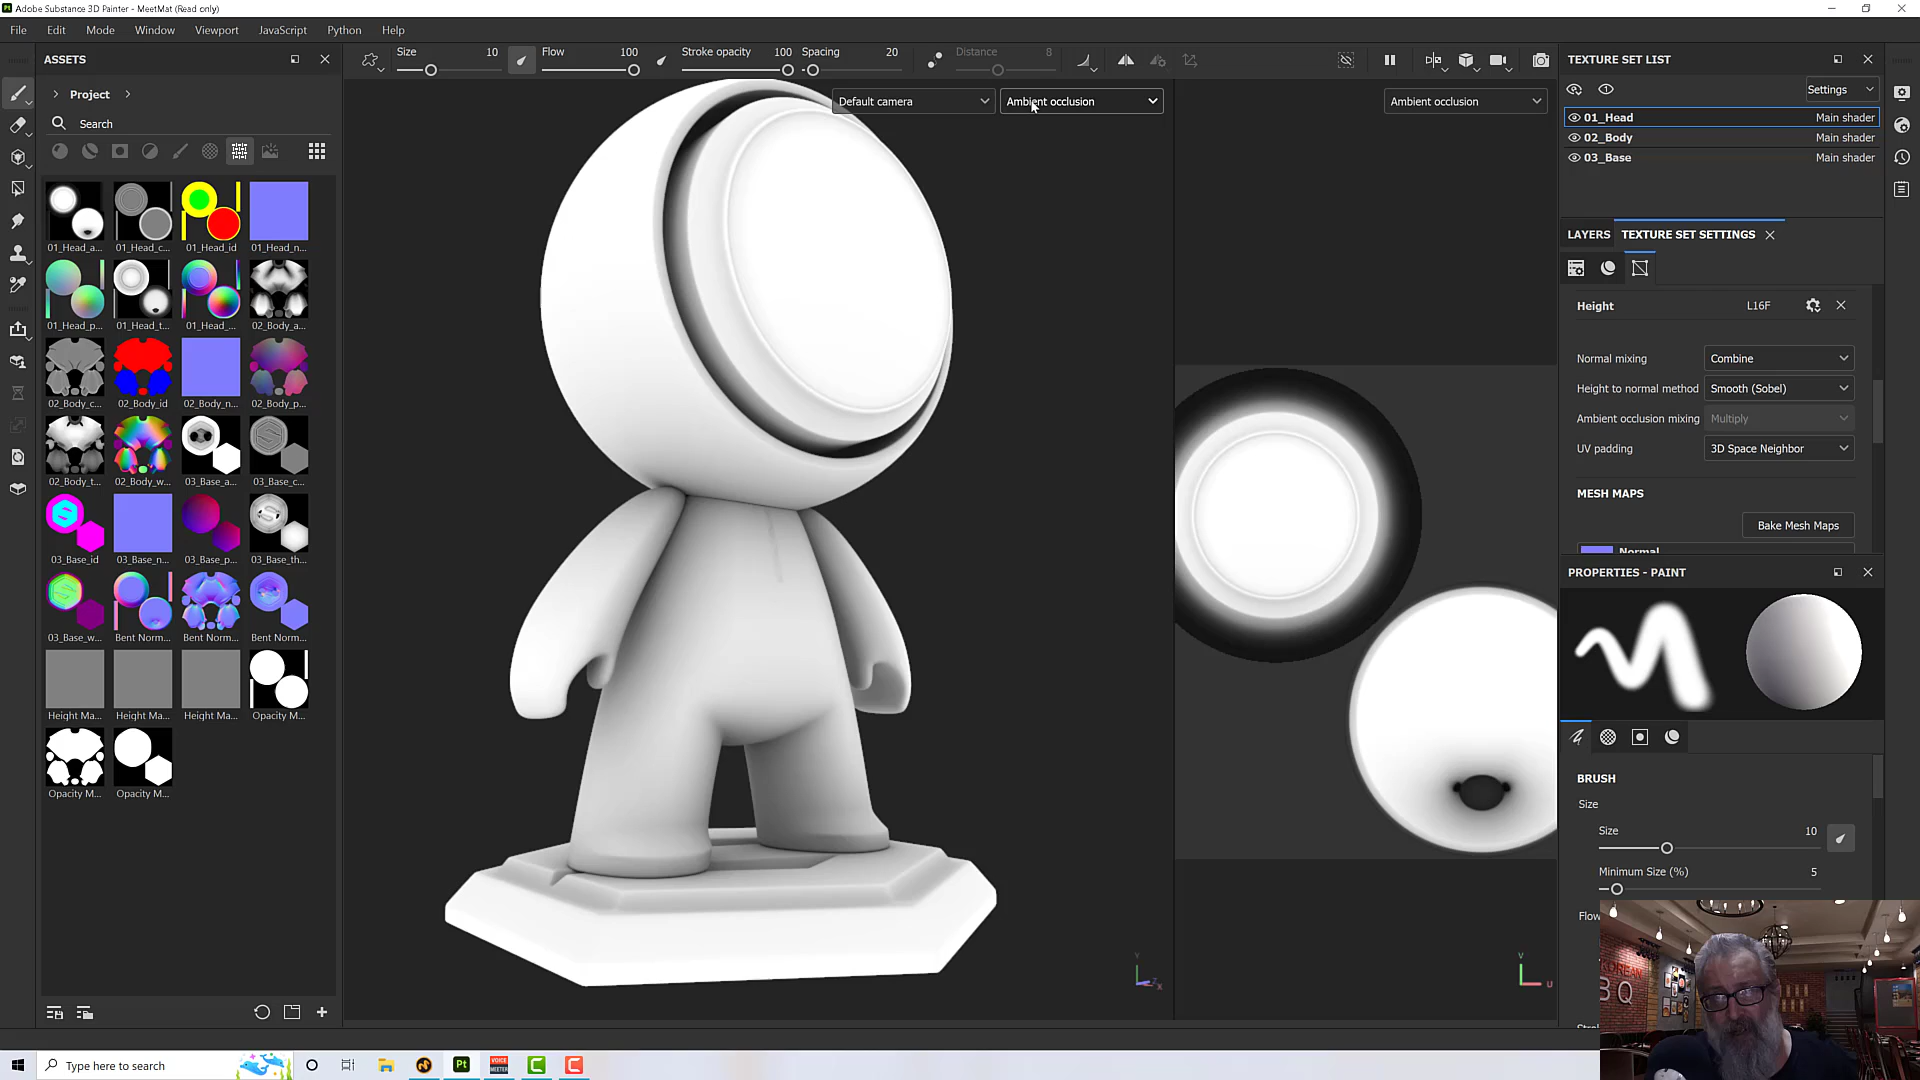 Adobe Substance 3D Painter - MeetMat (Read only)
File Edit Mode Window Viewport JavaScript Python Help
ASSETS
Project
Search
01_Head_a... 01_Head_c... 01_Head_id 01_Head_n...
01_Head_p... 01_Head_t... 01_Head_... 02_Body_a...
02_Body_c... 02_Body_id 02_Body_n... 02_Body_p...
02_Body_t... 02_Body_w... 03_Base_a... 03_Base_c...
03_Base_id 03_Base_n... 03_Base_p... 03_Base_th...
03_Base_w... Bent Norm... Bent Norm... Bent Norm...
Height Ma... Height Ma... Height Ma... Opacity M...
Opacity M... Opacity M...
Size 10 Flow 100 Stroke opacity 100 Spacing 20 Distance 8
Default camera Ambient occlusion Ambient occlusion
Y
Z
X
V
U
TEXTURE SET LIST
Settings
01_Head Main shader
02_Body Main shader
03_Base Main shader
LAYERS TEXTURE SET SETTINGS
Height L16F
Normal mixing Combine
Height to normal method Smooth (Sobel)
Ambient occlusion mixing Multiply
UV padding 3D Space Neighbor
MESH MAPS
Bake Mesh Maps
Normal
PROPERTIES - PAINT
BRUSH
Size
Size 10
Minimum Size (%) 5
Flow
KOREAN
BQ
Type here to search
Pt
VOICE
MEETER